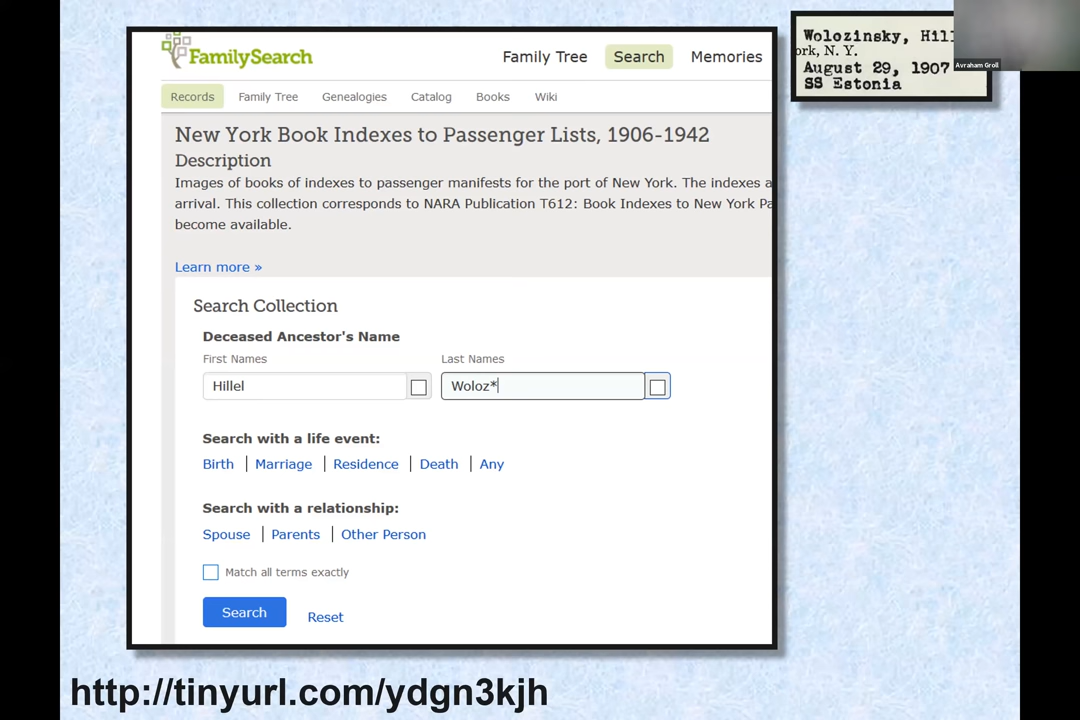 FamilySearch
Family Tree Search Memories
Records Family Tree Genealogies Catalog Books Wiki
New York Book Indexes to Passenger Lists, 1906-1942
Description
Images of books of indexes to passenger manifests for the port of New York. The indexes a
arrival. This collection corresponds to NARA Publication T612: Book Indexes to New York Pa
become available.
Learn more »
Search Collection
Deceased Ancestor's Name
First Names Last Names
Hillel Woloz*
Search with a life event:
Birth | Marriage | Residence | Death | Any
Search with a relationship:
Spouse | Parents | Other Person
Match all terms exactly
Search Reset
Wolozinsky, Hil
ork, N. Y.
August 29, 1907
SS Estonia
Avraham Groll
http://tinyurl.com/ydgn3kjh